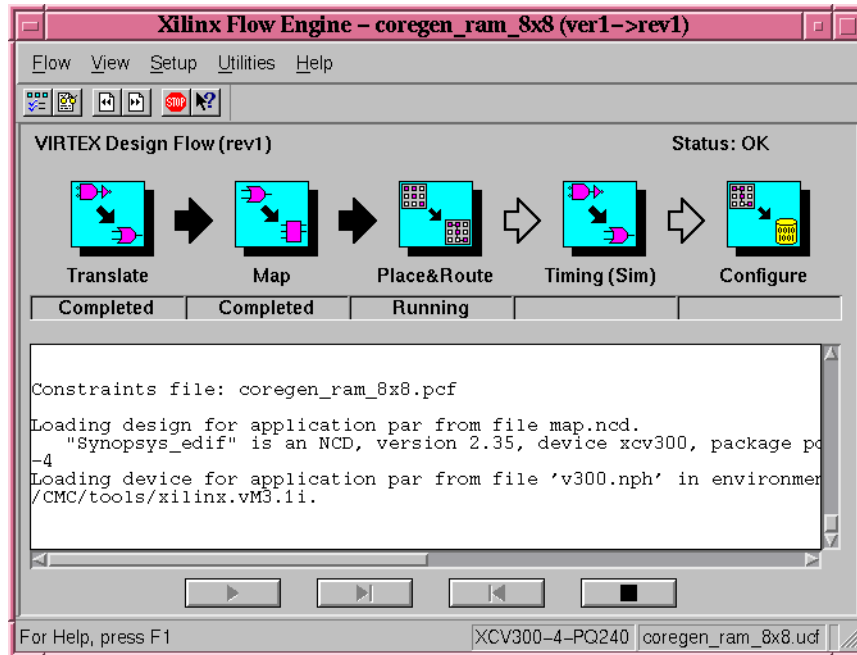 Xilinx Flow Engine – coregen_ram_8x8 (ver1–>rev1)
Flow View Setup Utilities Help
STOP
VIRTEX Design Flow (rev1)
Status: OK
Translate Map Place&Route Timing (Sim) Configure
Completed Completed Running
Constraints file: coregen_ram_8x8.pcf
Loading design for application par from file map.ncd.
"Synopsys_edif" is an NCD, version 2.35, device xcv300, package pq
-4
Loading device for application par from file 'v300.nph' in environmen
/CMC/tools/xilinx.vM3.1i.
For Help, press F1
XCV300-4-PQ240 coregen_ram_8x8.ucf